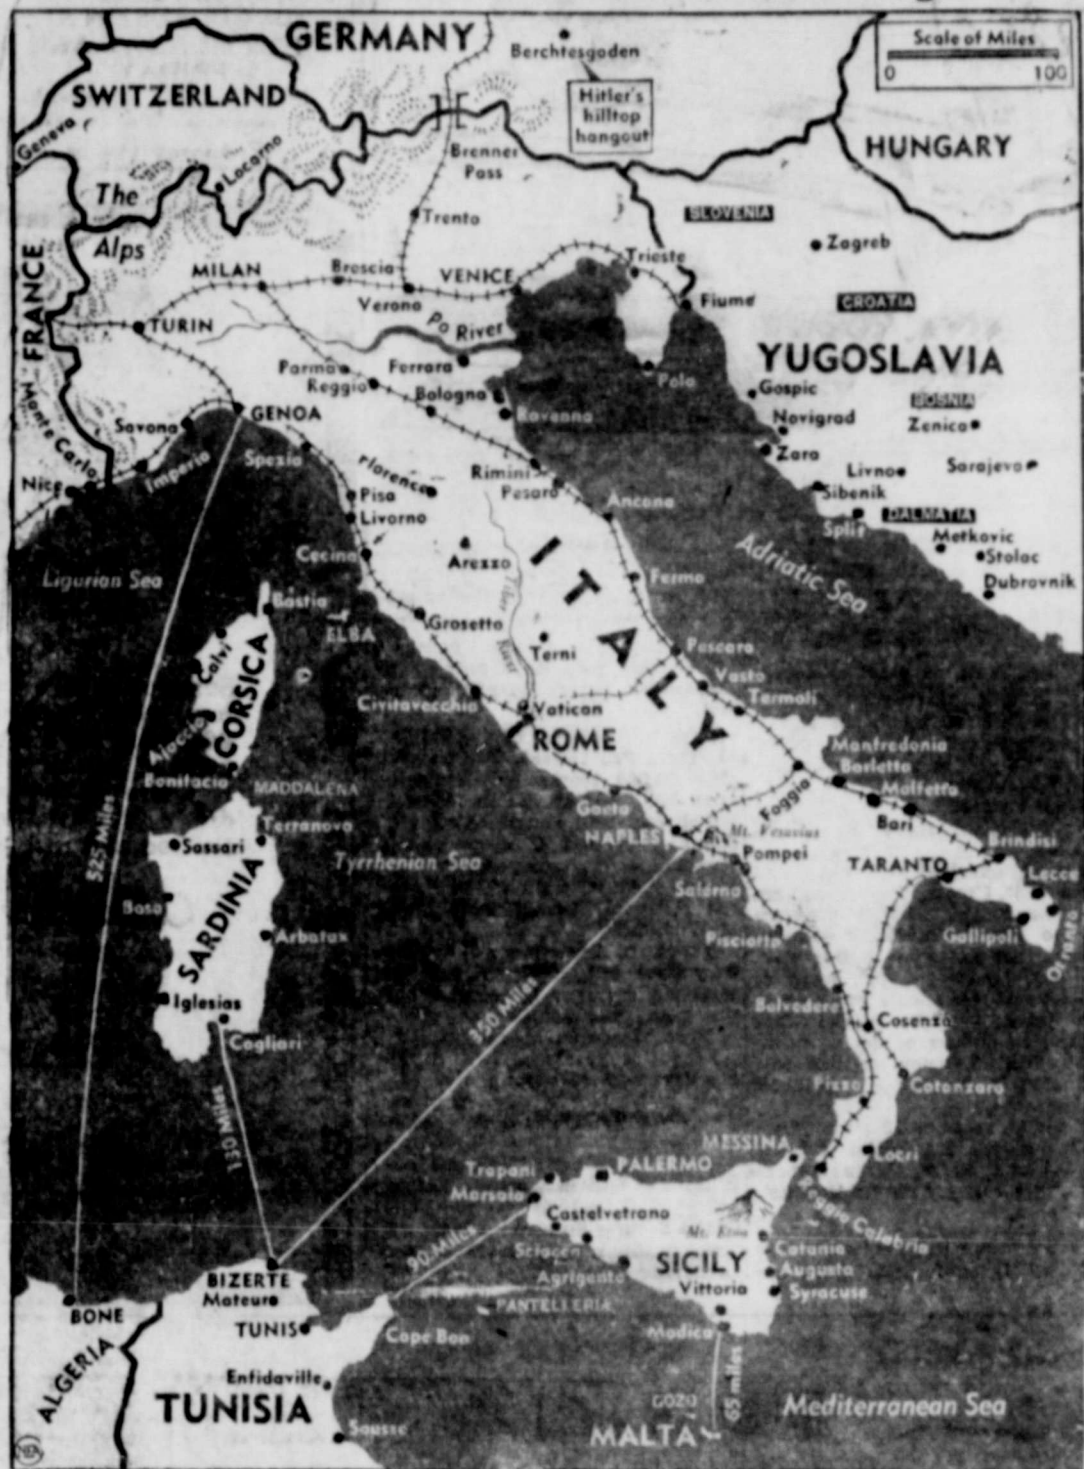 GERMANY
Berchtesgaden
Scale of Miles
0 100
SWITZERLAND
Hitler's
hilltop
hangout
HUNGARY
Geneva
Locarno
Brenner
Pass
The
Alps
Trento
SLOVENIA
Zagreb
FRANCE
MILAN
Brescia
VENICE
Trieste
Verona
Fiume
CROATIA
TURIN
Po River
YUGOSLAVIA
Parma
Ferrara
Reggio
Bologna
Pola
Gospic
Ravenna
BOSNIA
GENOA
Savona
Novigrad
Zenica
Monte Carlo
Imperia
Spezia
Florence
Zara
Rimini
Livno
Sarajevo
Nice
Pisa
Pesaro
Sibenik
Livorno
Ancona
Split
DALMATIA
Metkovic
Cecina
Arezzo
Adriatic Sea
Stolac
Ligurian Sea
Tiber
River
ITALY
Fermo
Dubrovnik
Bastia
ELBA
Grosetto
Calvi
Terni
Pescara
CORSICA
Vasto
Civitavecchia
Vatican
Termoli
Ajaccio
ROME
Manfredonia
Bonifacio
MADDALENA
Barletta
Gaeta
Foggia
Molfetta
Terranova
NAPLES
Mt. Vesuvius
Bari
Brindisi
525 Miles
Sassari
Tyrrhenian Sea
Pompei
TARANTO
Lecce
Salerno
Bosa
SARDINIA
Arbatax
Pisciotta
Gallipoli
Otranto
Iglesias
350 Miles
Belvedere
Cosenza
Cagliari
Pizzo
Catanzaro
150 Miles
MESSINA
Locri
Trapani
PALERMO
Marsala
Reggio Calabria
Castelvetrano
Mt. Etna
90 Miles
Sciacca
Catania
BIZERTE
Agrigento
SICILY
Augusta
Mateur
Vittoria
Syracuse
BONE
PANTELLERIA
TUNIS
Cape Bon
Modica
ALGERIA
Enfidaville
65 miles
TUNISIA
GOZO
Mediterranean Sea
Sousse
MALTA